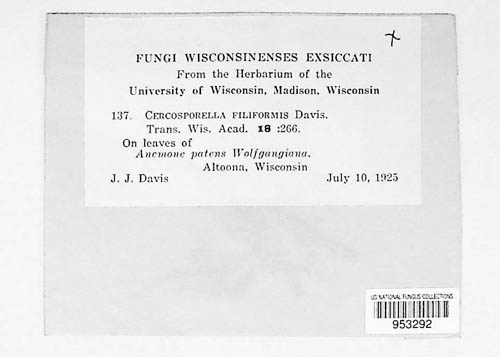 x
FUNGI WISCONSINENSES EXSICCATI
From the Herbarium of the
University of Wisconsin, Madison, Wisconsin
137. CERCOSPORELLA FILIFORMIS Davis.
Trans. Wis. Acad. 18 :266.
On leaves of
Anemone patens Wolfgangiana.
Altoona, Wisconsin
J. J. Davis July 10, 1925
US NATIONAL FUNGUS COLLECTIONS
953292